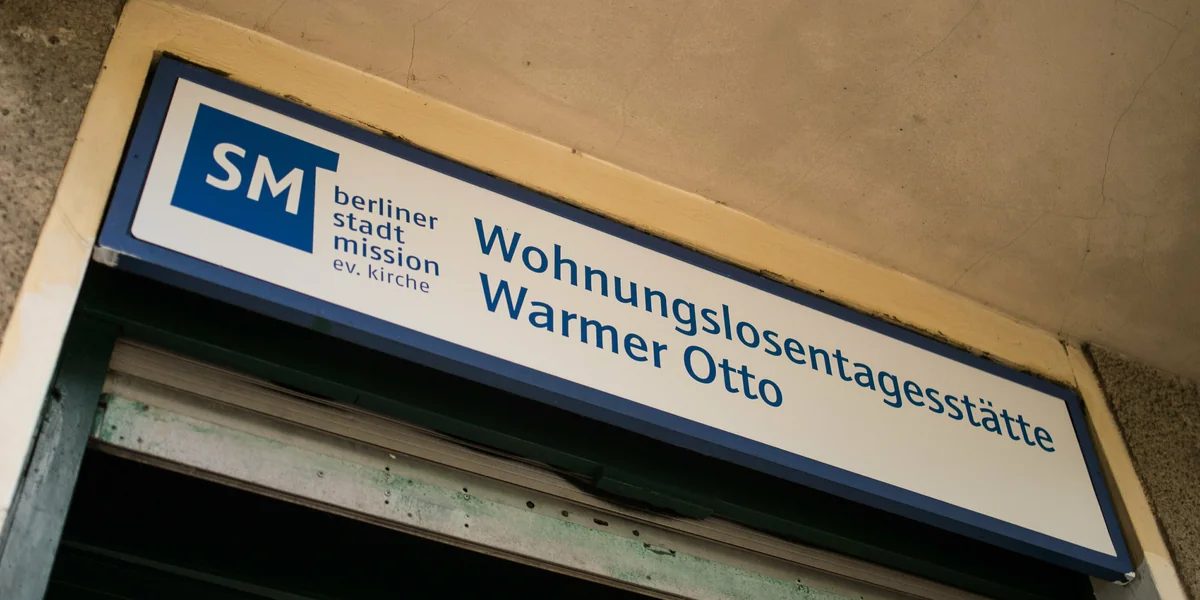 SM
berliner
stadt
mission
ev. kirche
Wohnungslosentagesstätte
Warmer Otto